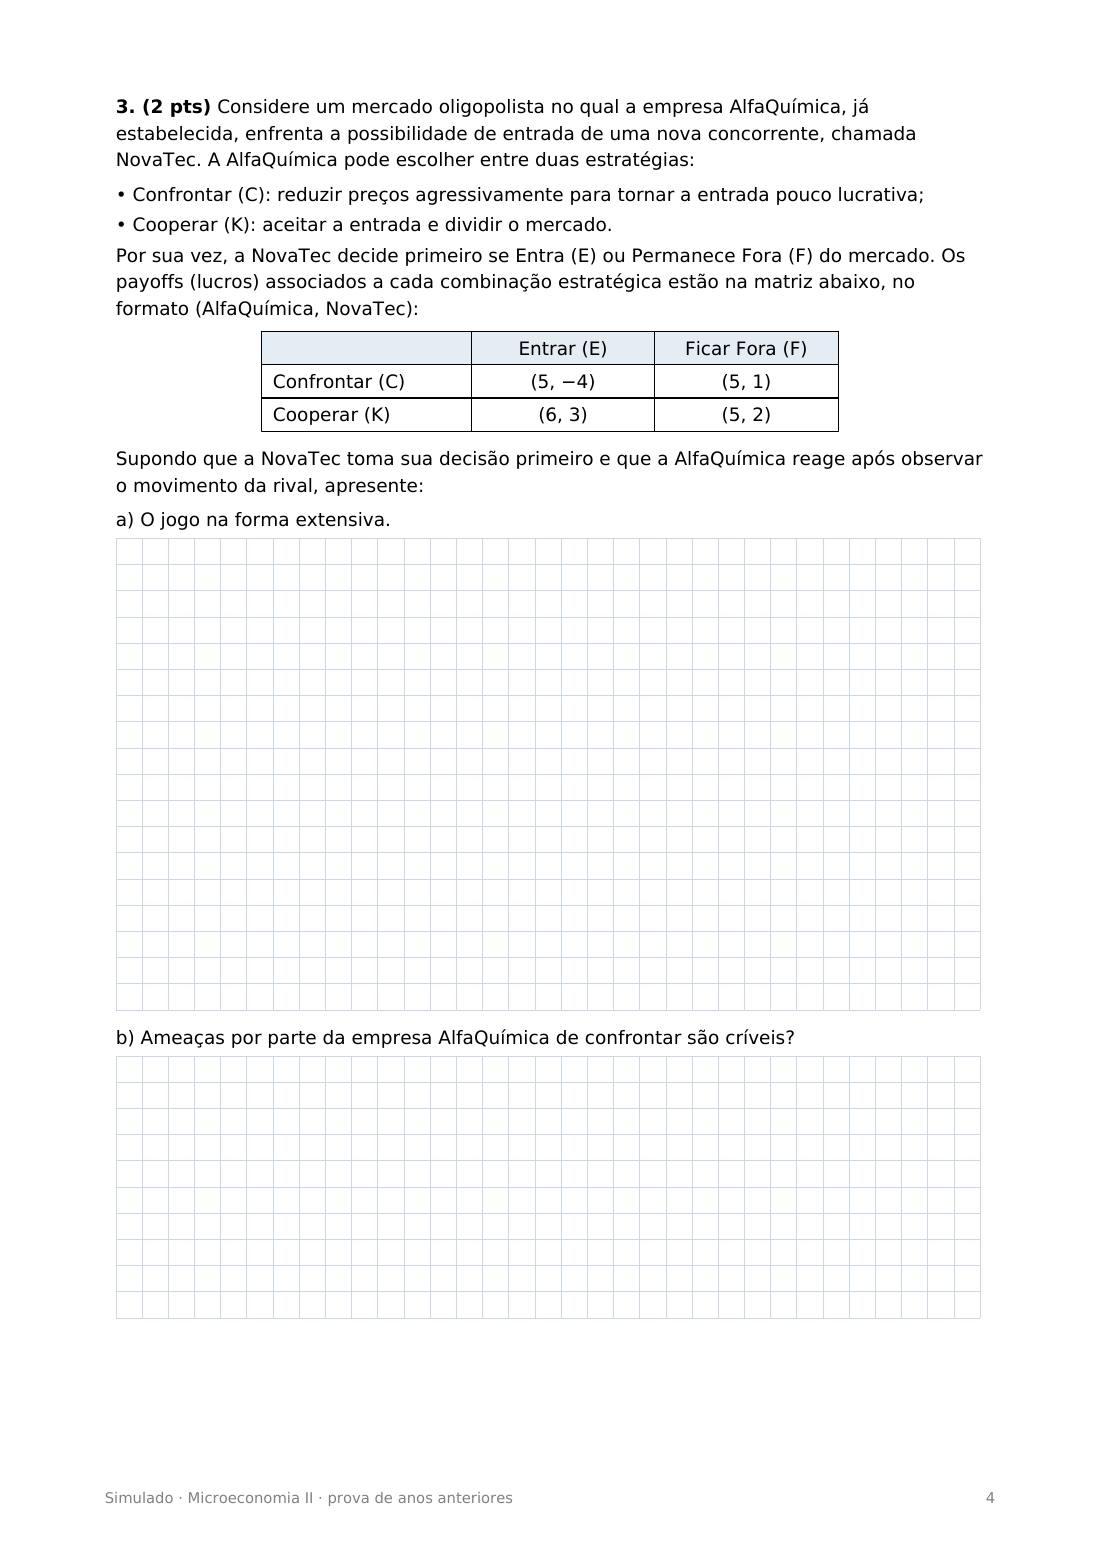 3. (2 pts) Considere um mercado oligopolista no qual a empresa AlfaQuímica, já
estabelecida, enfrenta a possibilidade de entrada de uma nova concorrente, chamada
NovaTec. A AlfaQuímica pode escolher entre duas estratégias:
• Confrontar (C): reduzir preços agressivamente para tornar a entrada pouco lucrativa;
• Cooperar (K): aceitar a entrada e dividir o mercado.
Por sua vez, a NovaTec decide primeiro se Entra (E) ou Permanece Fora (F) do mercado. Os
payoffs (lucros) associados a cada combinação estratégica estão na matriz abaixo, no
formato (AlfaQuímica, NovaTec):
Entrar (E) Ficar Fora (F)
Confrontar (C) (5, −4) (5, 1)
Cooperar (K) (6, 3) (5, 2)
Supondo que a NovaTec toma sua decisão primeiro e que a AlfaQuímica reage após observar
o movimento da rival, apresente:
a) O jogo na forma extensiva.
b) Ameaças por parte da empresa AlfaQuímica de confrontar são críveis?
Simulado · Microeconomia II · prova de anos anteriores 4